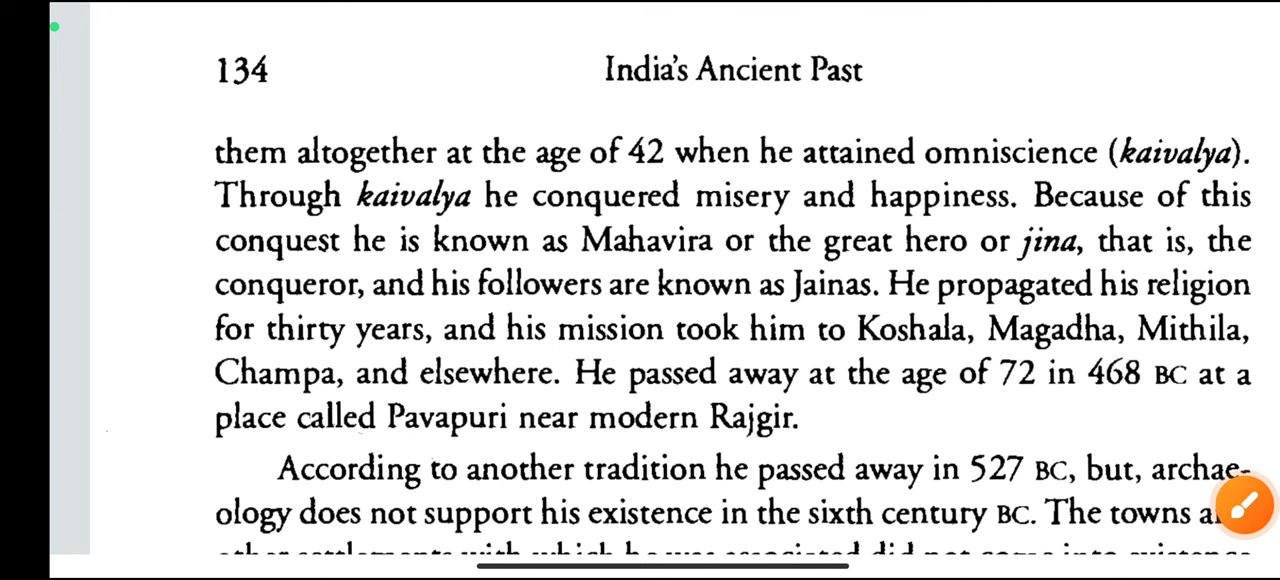 134
India's Ancient Past
them altogether at the age of 42 when he attained omniscience (kaivalya).
Through kaivalya he conquered misery and happiness. Because of this
conquest he is known as Mahavira or the great hero or jina, that is, the
conqueror, and his followers are known as Jainas. He propagated his religion
for thirty years, and his mission took him to Koshala, Magadha, Mithila,
Champa, and elsewhere. He passed away at the age of 72 in 468 BC at a
place called Pavapuri near modern Rajgir.
According to another tradition he passed away in 527 BC, but, archae-
ology does not support his existence in the sixth century BC. The towns